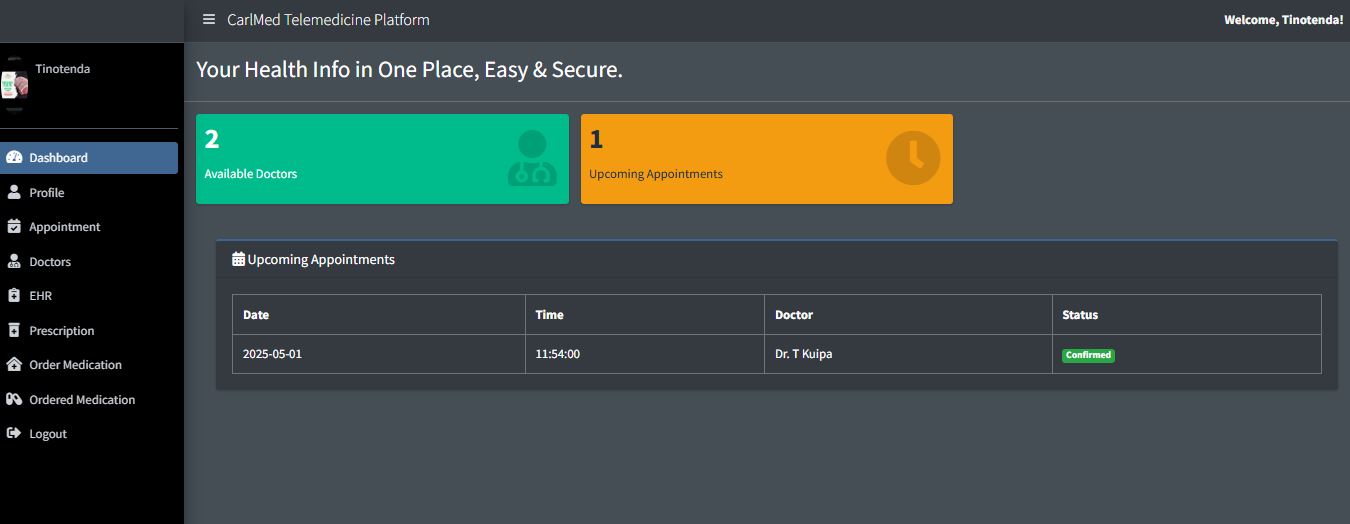 CarlMed Telemedicine Platform
Welcome, Tinotenda!
Tinotenda
Dashboard
Profile
Appointment
Doctors
EHR
Prescription
Order Medication
Ordered Medication
Logout
Your Health Info in One Place, Easy & Secure.
2
Available Doctors
1
Upcoming Appointments
Upcoming Appointments
Date Time Doctor Status
2025-05-01 11:54:00 Dr. T Kuipa Confirmed